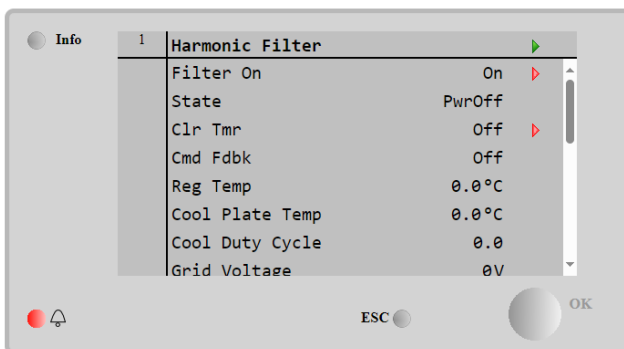 Info
1 Harmonic Filter
Filter On On
State PwrOff
Clr Tmr Off
Cmd Fdbk Off
Reg Temp 0.0°C
Cool Plate Temp 0.0°C
Cool Duty Cycle 0.0
Grid Voltage 0V
OK
ESC